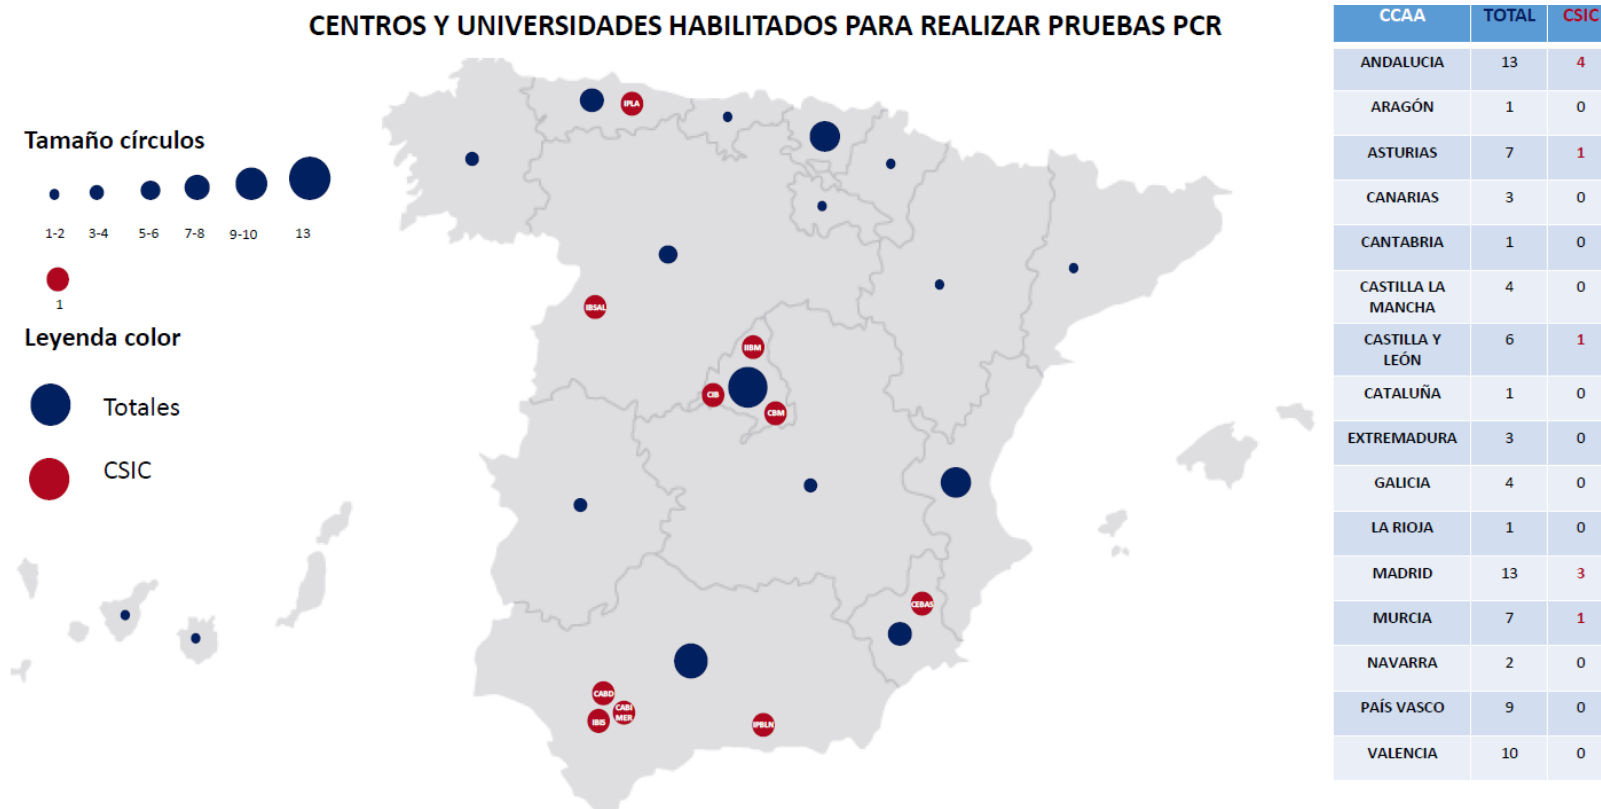 CENTROS Y UNIVERSIDADES HABILITADOS PARA REALIZAR PRUEBAS PCR
Tamaño círculos
1-2 3-4 5-6 7-8 9-10 13
1
Leyenda color
Totales
CSIC
IPLA
IBSAL
IIBM
CIB
CBM
CEBAS
CABD
CABI
MER
IBIS
IPBLN
CCAA TOTAL CSIC
ANDALUCIA 13 4
ARAGÓN 1 0
ASTURIAS 7 1
CANARIAS 3 0
CANTABRIA 1 0
CASTILLA LA
MANCHA 4 0
CASTILLA Y
LEÓN 6 1
CATALUÑA 1 0
EXTREMADURA 3 0
GALICIA 4 0
LA RIOJA 1 0
MADRID 13 3
MURCIA 7 1
NAVARRA 2 0
PAÍS VASCO 9 0
VALENCIA 10 0